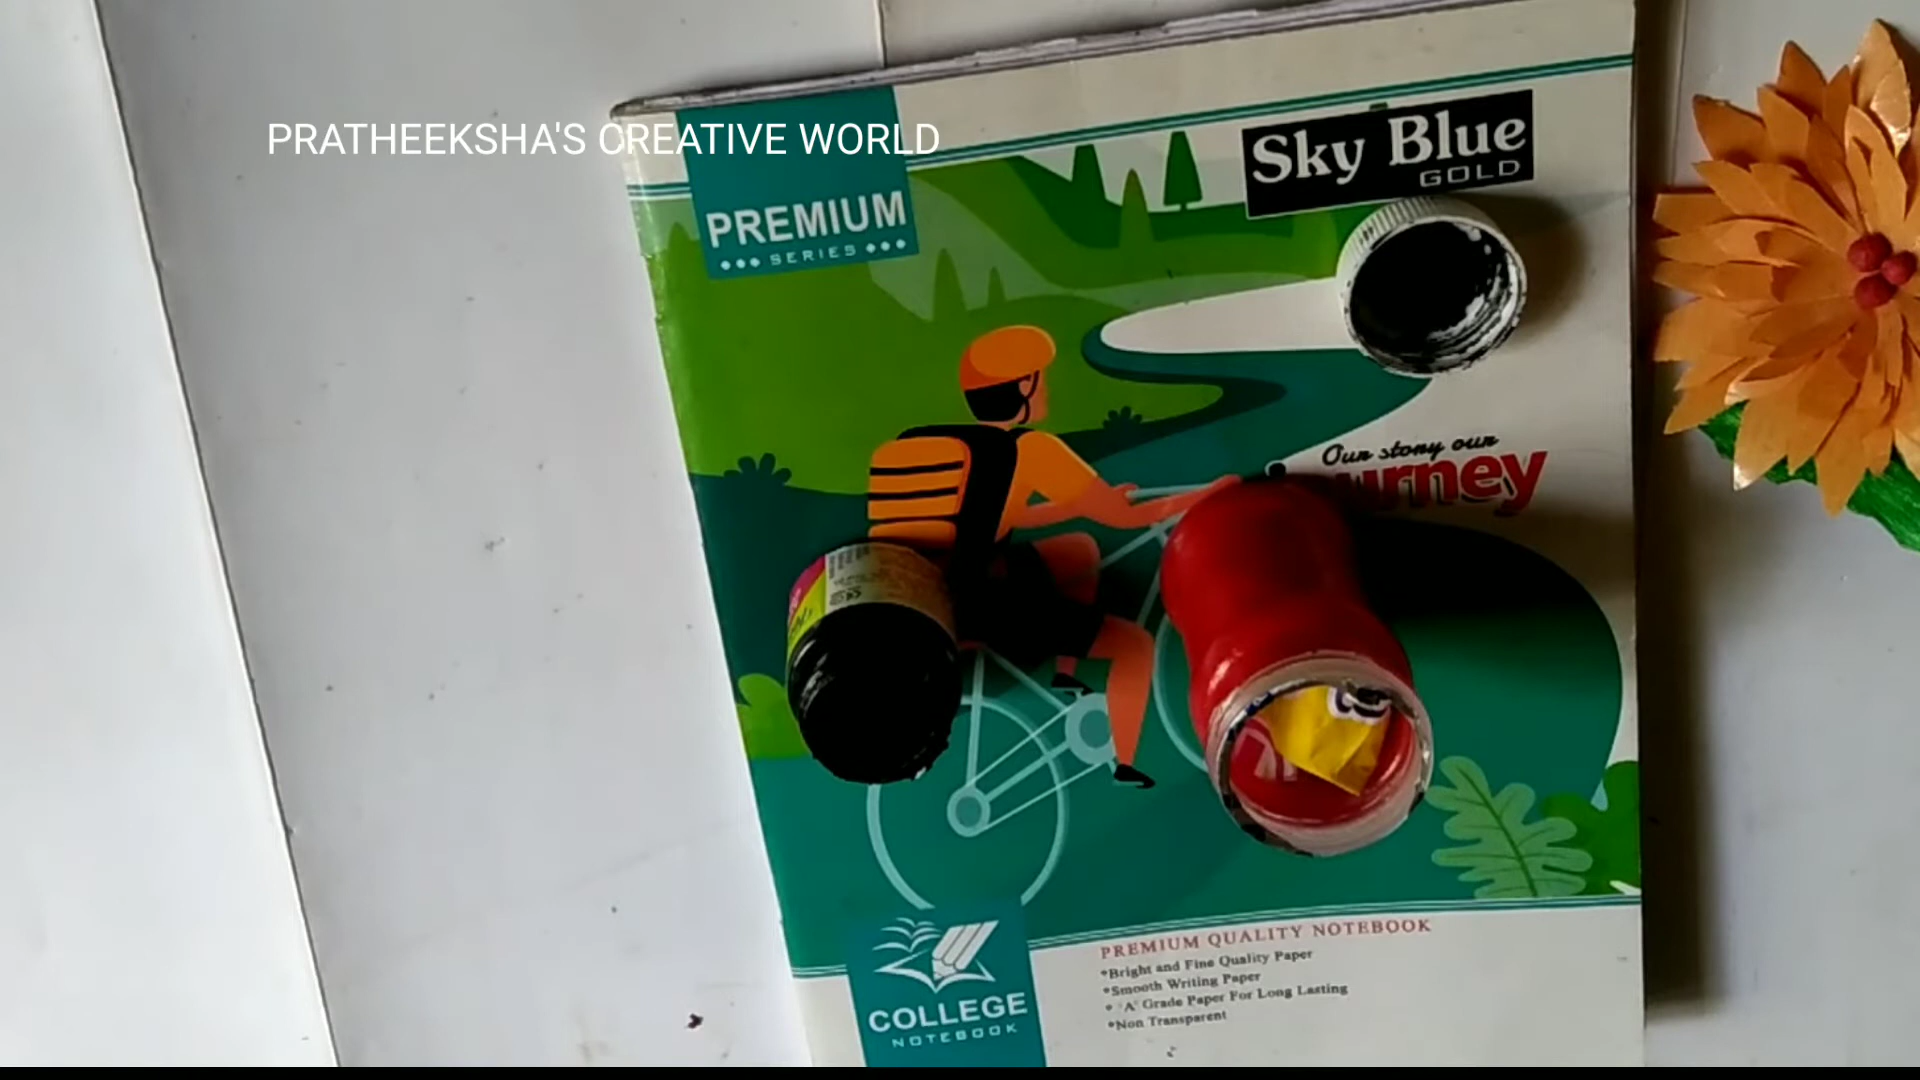 PRATHEEKSHA'S CREATIVE WORLD
Sky Blue
GOLD
PREMIUM
SERIES
Our story our
urney
COLLEGE
NOTEBOOK
PREMIUM QUALITY NOTEBOOK
*Bright and Fine Quality Paper
*Smooth Writing Paper
* 'A' Grade Paper For Long Lasting
*Non Transparent